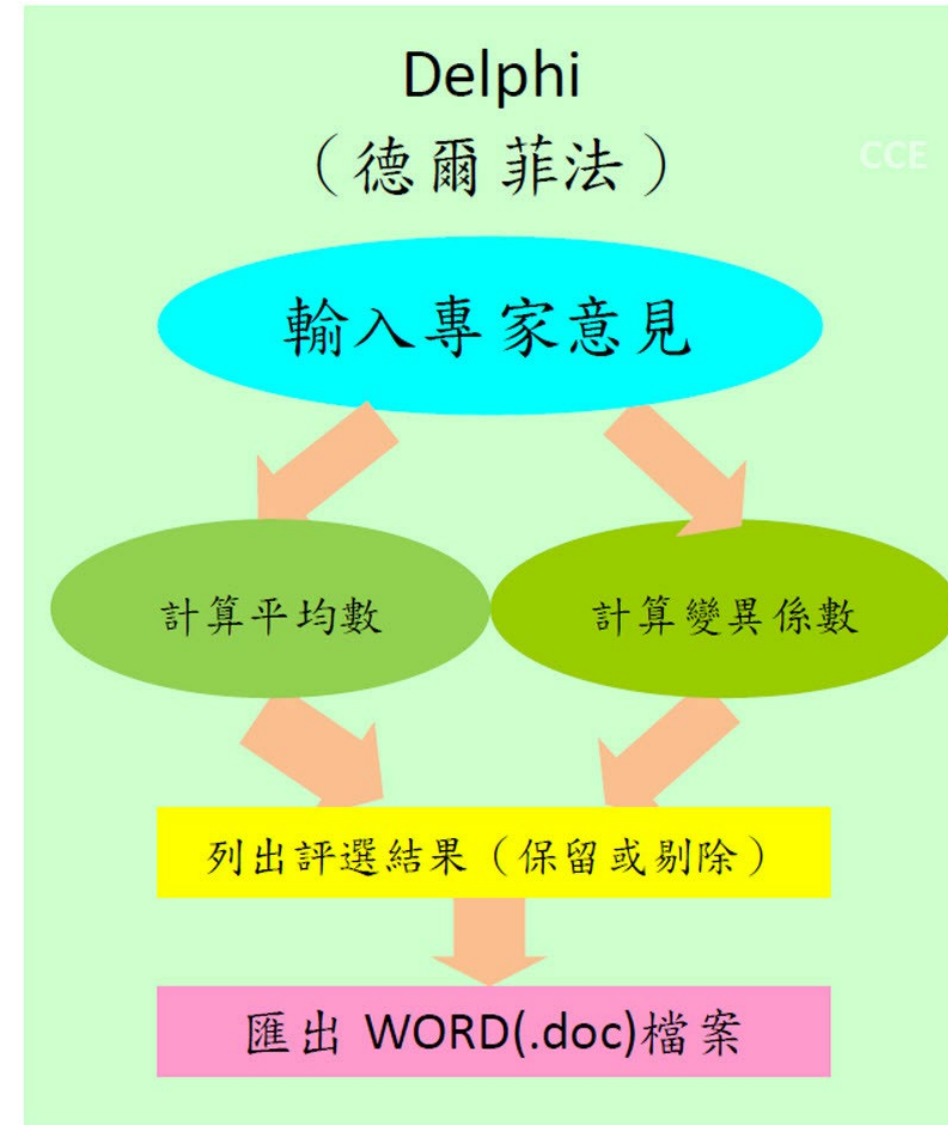 Delphi
（德爾菲法）
CCE
輸入專家意見
計算平均數
計算變異係數
列出評選結果（保留或剔除）
匯出 WORD(.doc)檔案